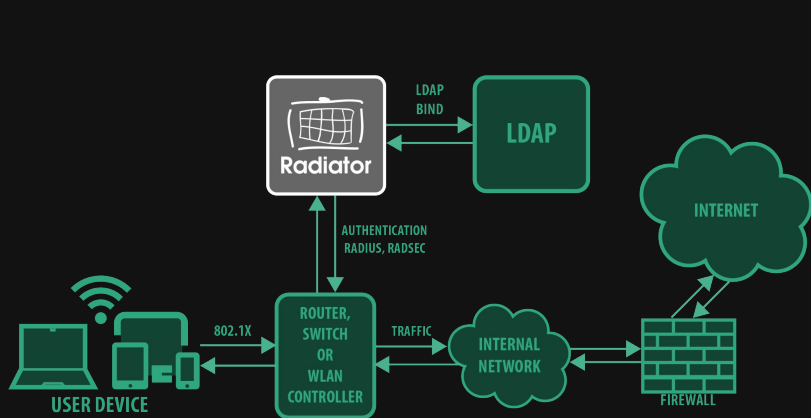 LDAP
BIND
LDAP
Radiator
INTERNET
AUTHENTICATION
RADIUS, RADSEC
802.1X
ROUTER,
SWITCH
OR
WLAN
CONTROLLER
TRAFFIC
INTERNAL
NETWORK
FIREWALL
USER DEVICE